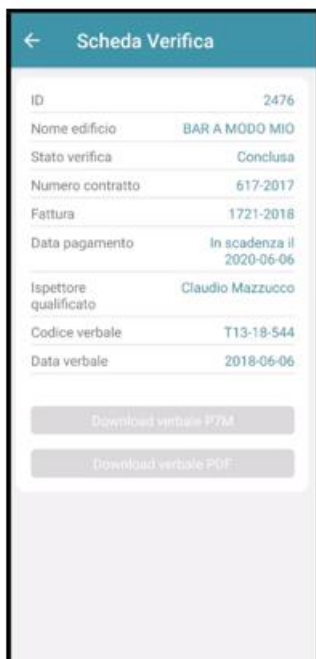 Scheda Verifica
ID 2476
Nome edificio BAR A MODO MIO
Stato verifica Conclusa
Numero contratto 617-2017
Fattura 1721-2018
Data pagamento In scadenza il
2020-06-06
Ispettore Claudio Mazzucco
qualificato
Codice verbale T13-18-544
Data verbale 2018-06-06
Download verbale P7M
Download verbale PDF